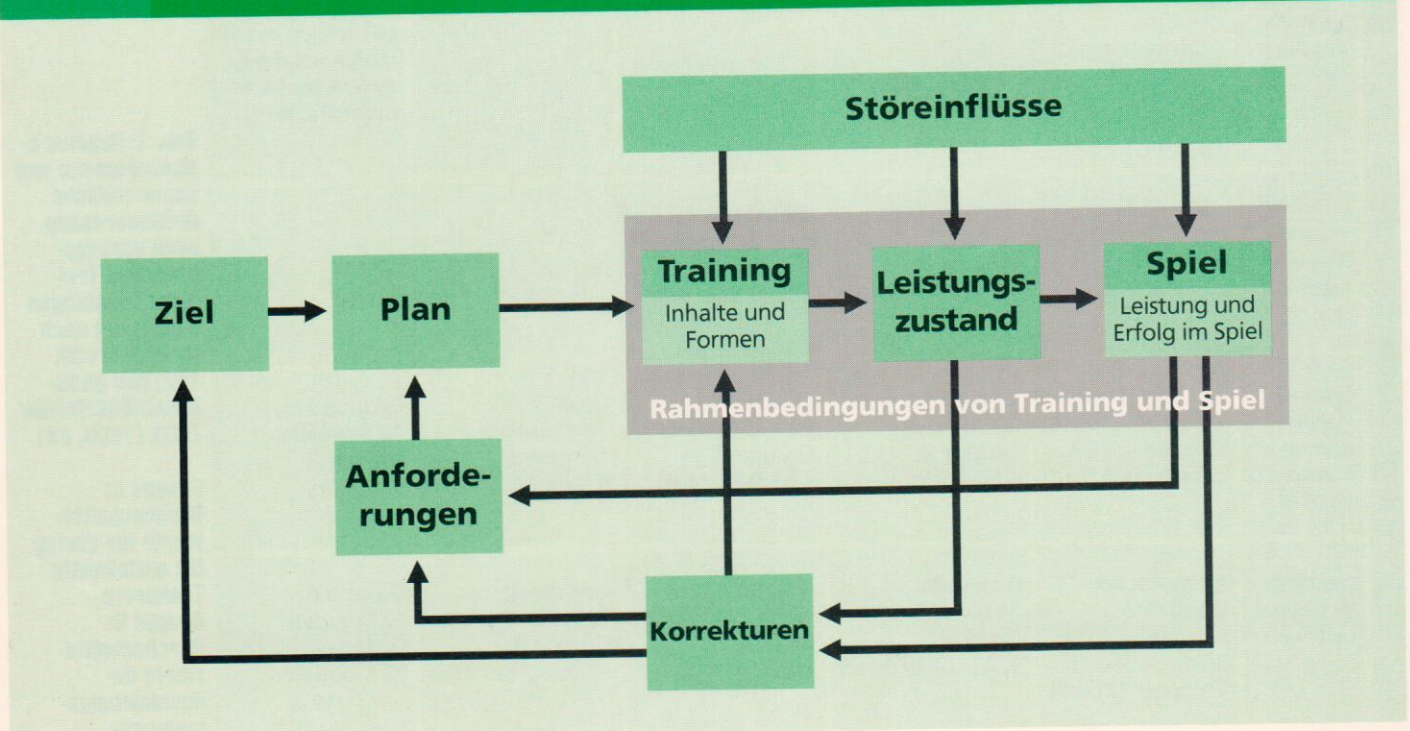 Störeinflüsse
Ziel
Plan
Training
Inhalte und
Formen
Leistungs-
zustand
Spiel
Leistung und
Erfolg im Spiel
Rahmenbedingungen von Training und Spiel
Anforde-
rungen
Korrekturen